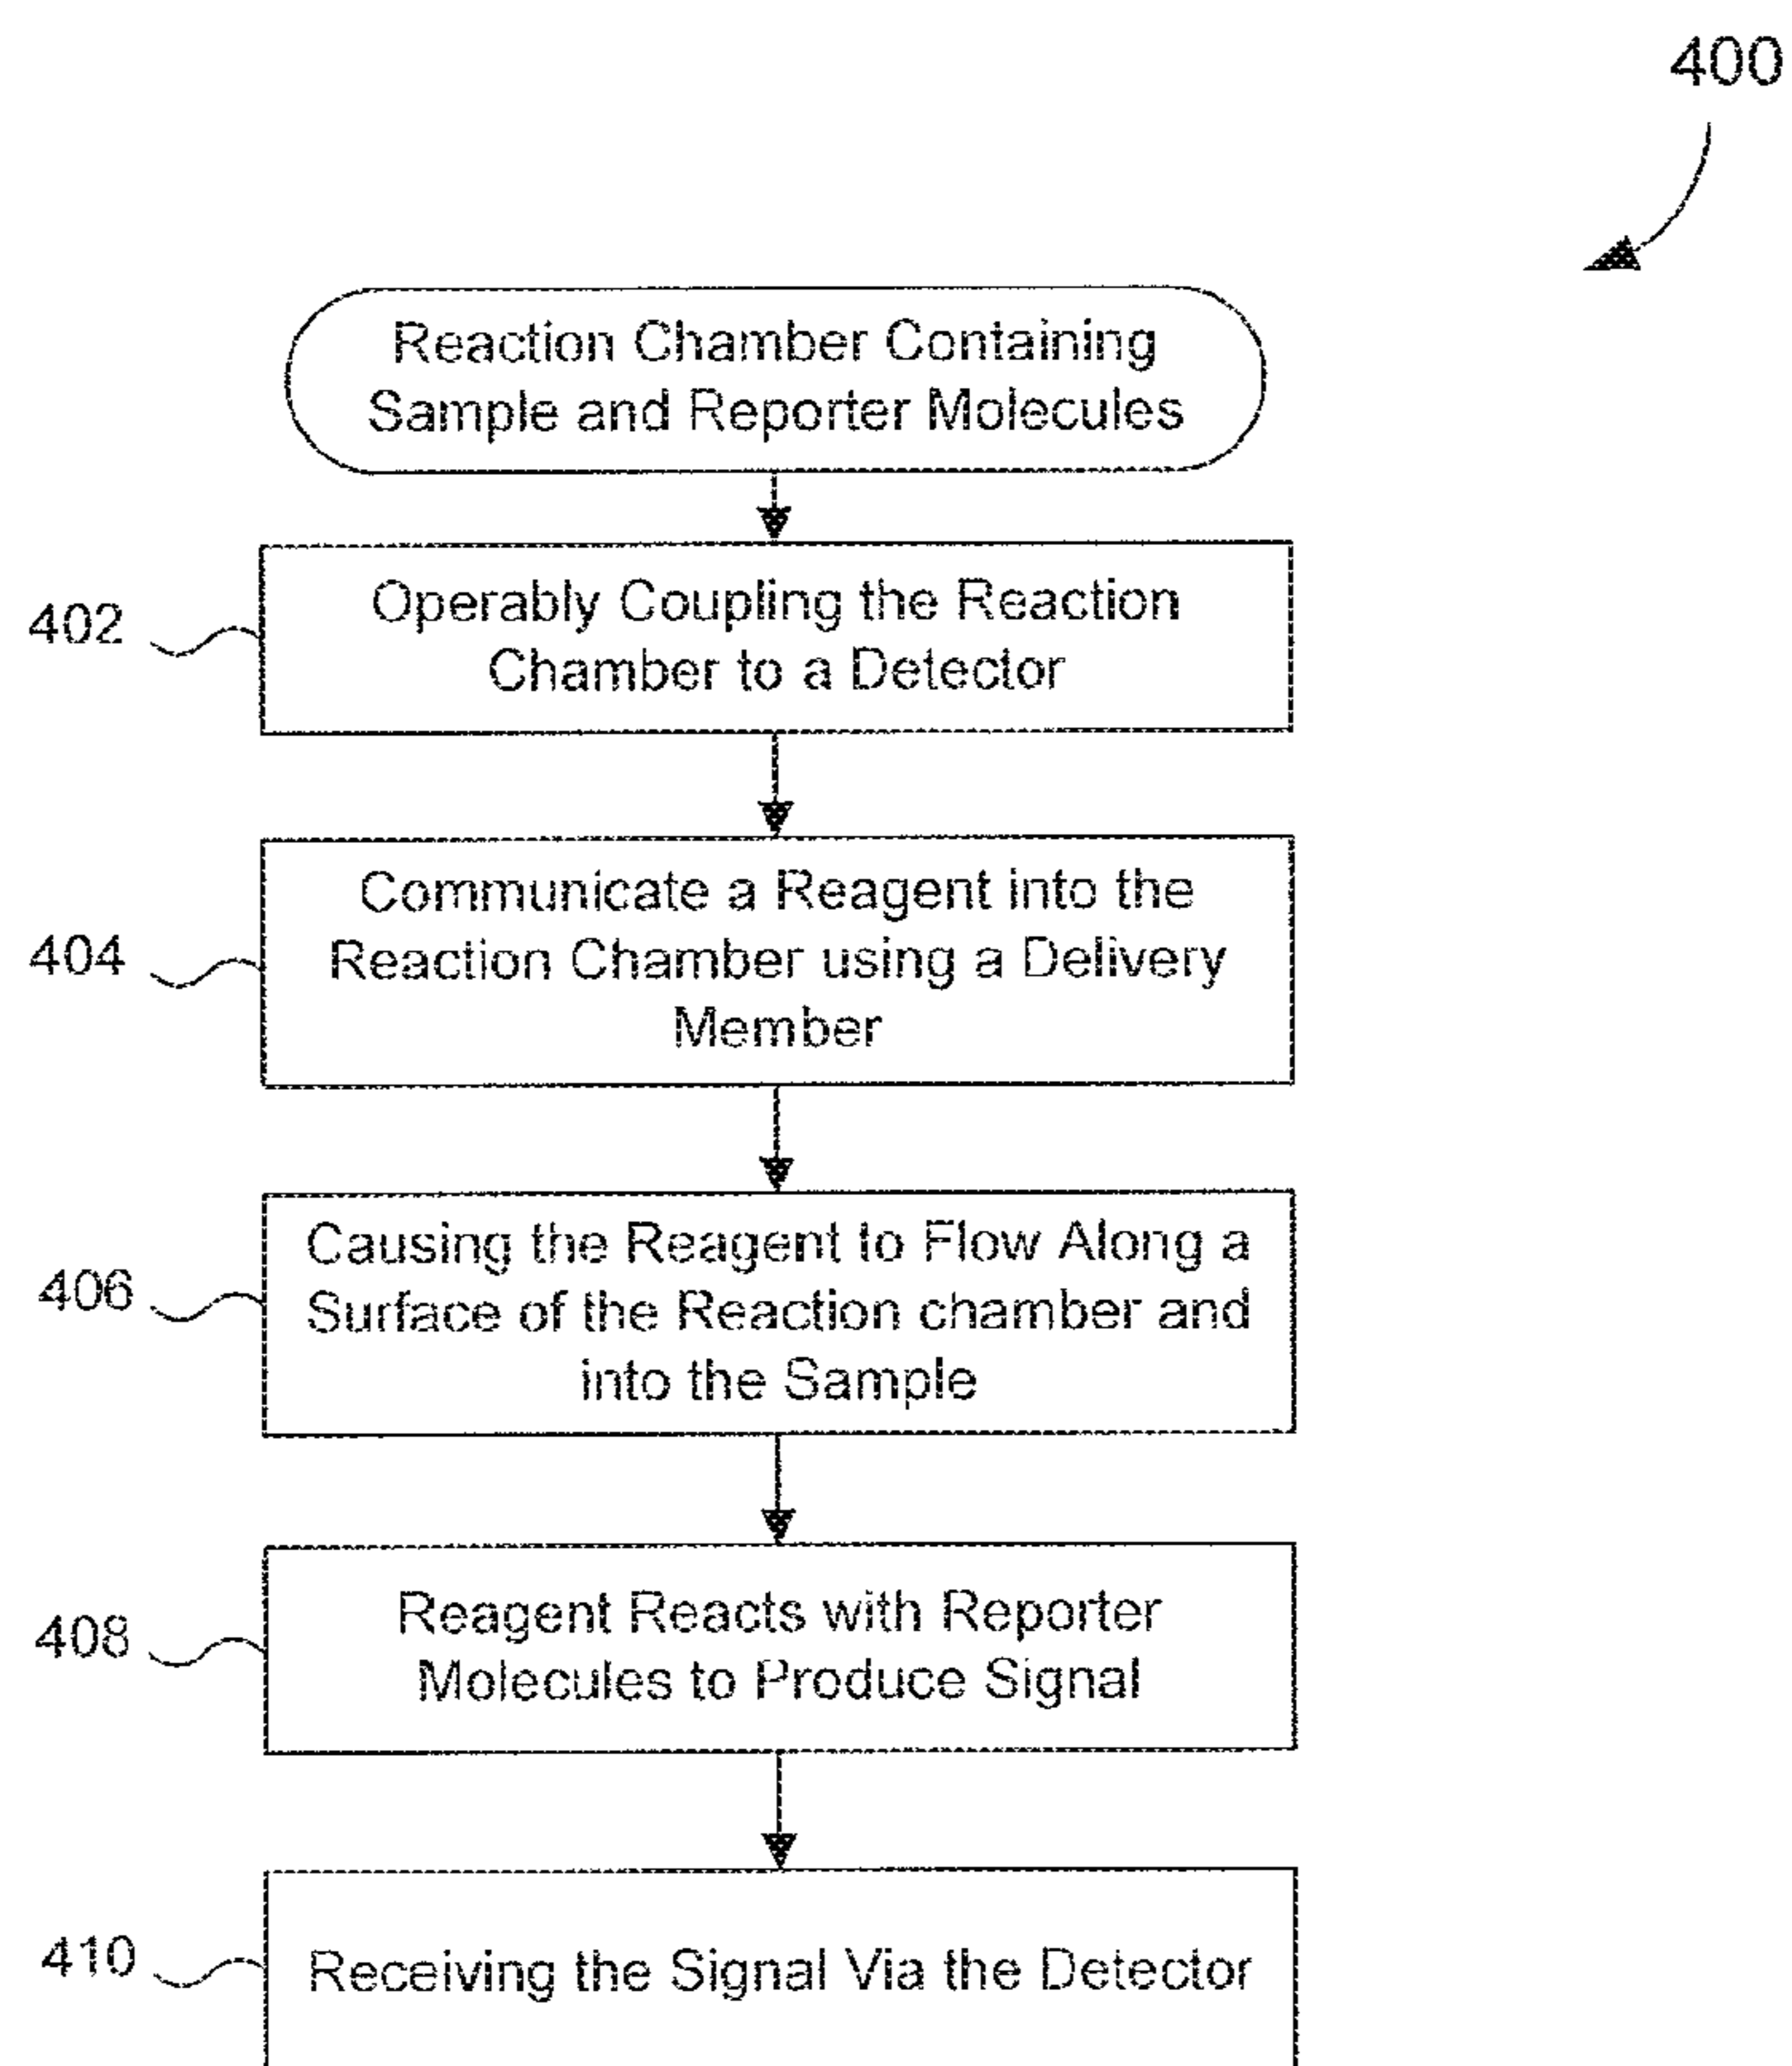 400
Reaction Chamber Containing
Sample and Reporter Molecules
402
Operably Coupling the Reaction
Chamber to a Detector
404
Communicate a Reagent into the
Reaction Chamber using a Delivery
Member
406
Causing the Reagent to Flow Along a
Surface of the Reaction chamber and
into the Sample
408
Reagent Reacts with Reporter
Molecules to Produce Signal
410
Receiving the Signal Via the Detector